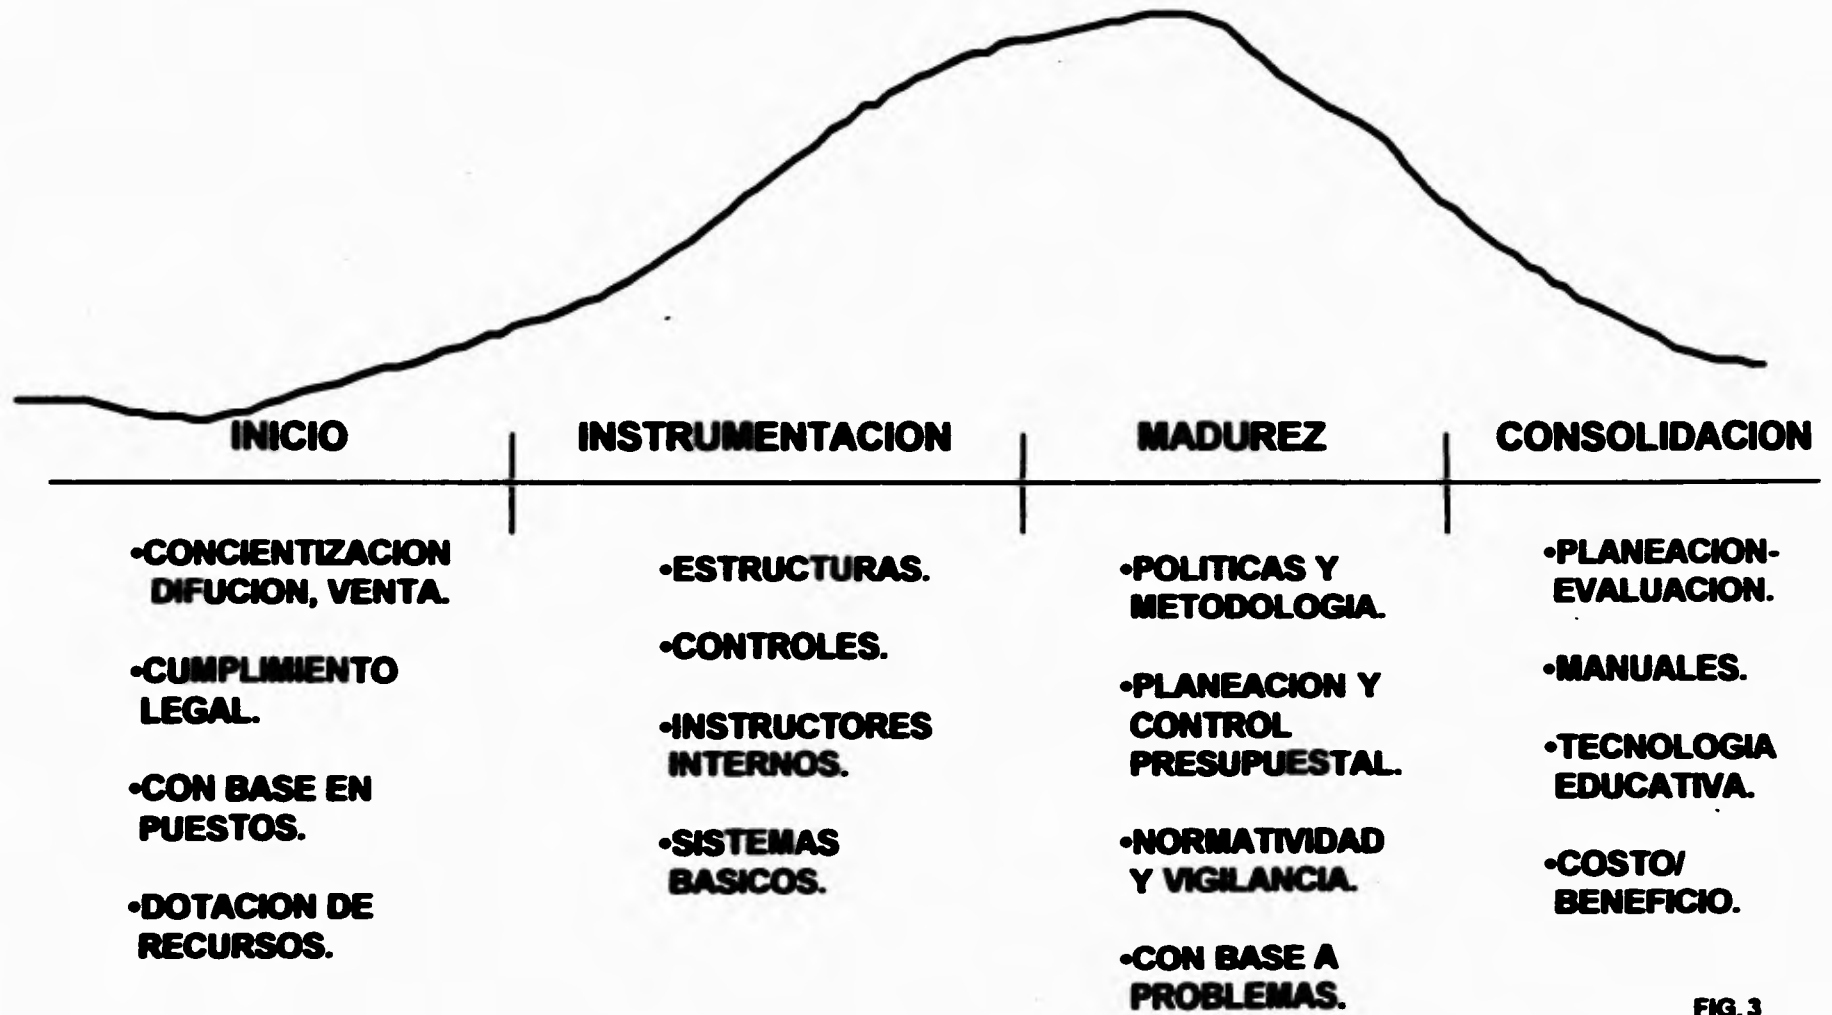 INICIO
INSTRUMENTACION
MADUREZ
CONSOLIDACION
•CONCIENTIZACION
DIFUCION, VENTA.
•CUMPLIMIENTO
LEGAL.
•CON BASE EN
PUESTOS.
•DOTACION DE
RECURSOS.
•ESTRUCTURAS.
•CONTROLES.
•INSTRUCTORES
INTERNOS.
•SISTEMAS
BASICOS.
•POLITICAS Y
METODOLOGIA.
•PLANEACION Y
CONTROL
PRESUPUESTAL.
•NORMATIVIDAD
Y VIGILANCIA.
•CON BASE A
PROBLEMAS.
•PLANEACION-
EVALUACION.
•MANUALES.
•TECNOLOGIA
EDUCATIVA.
•COSTO/
BENEFICIO.
FIG. 3